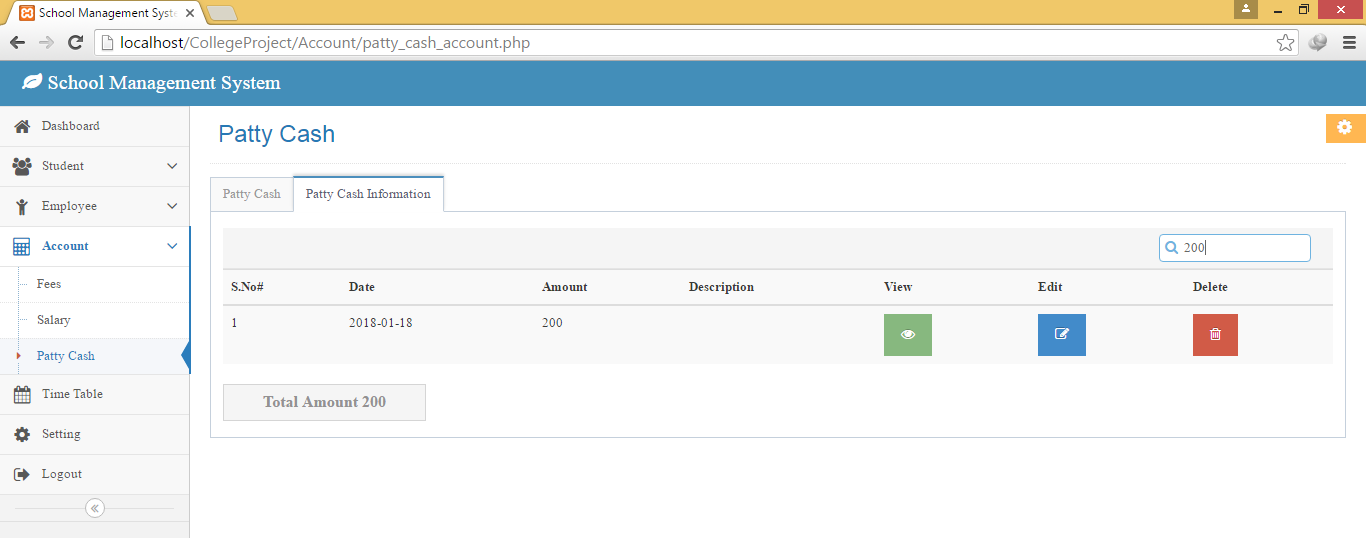 School Management Syste
localhost/CollegeProject/Account/patty_cash_account.php
School Management System
Dashboard
Student
Employee
Account
Fees
Salary
Patty Cash
Time Table
Setting
Logout
Patty Cash
Patty Cash Patty Cash Information
200
S.No# Date Amount Description View Edit Delete
1 2018-01-18 200
Total Amount 200